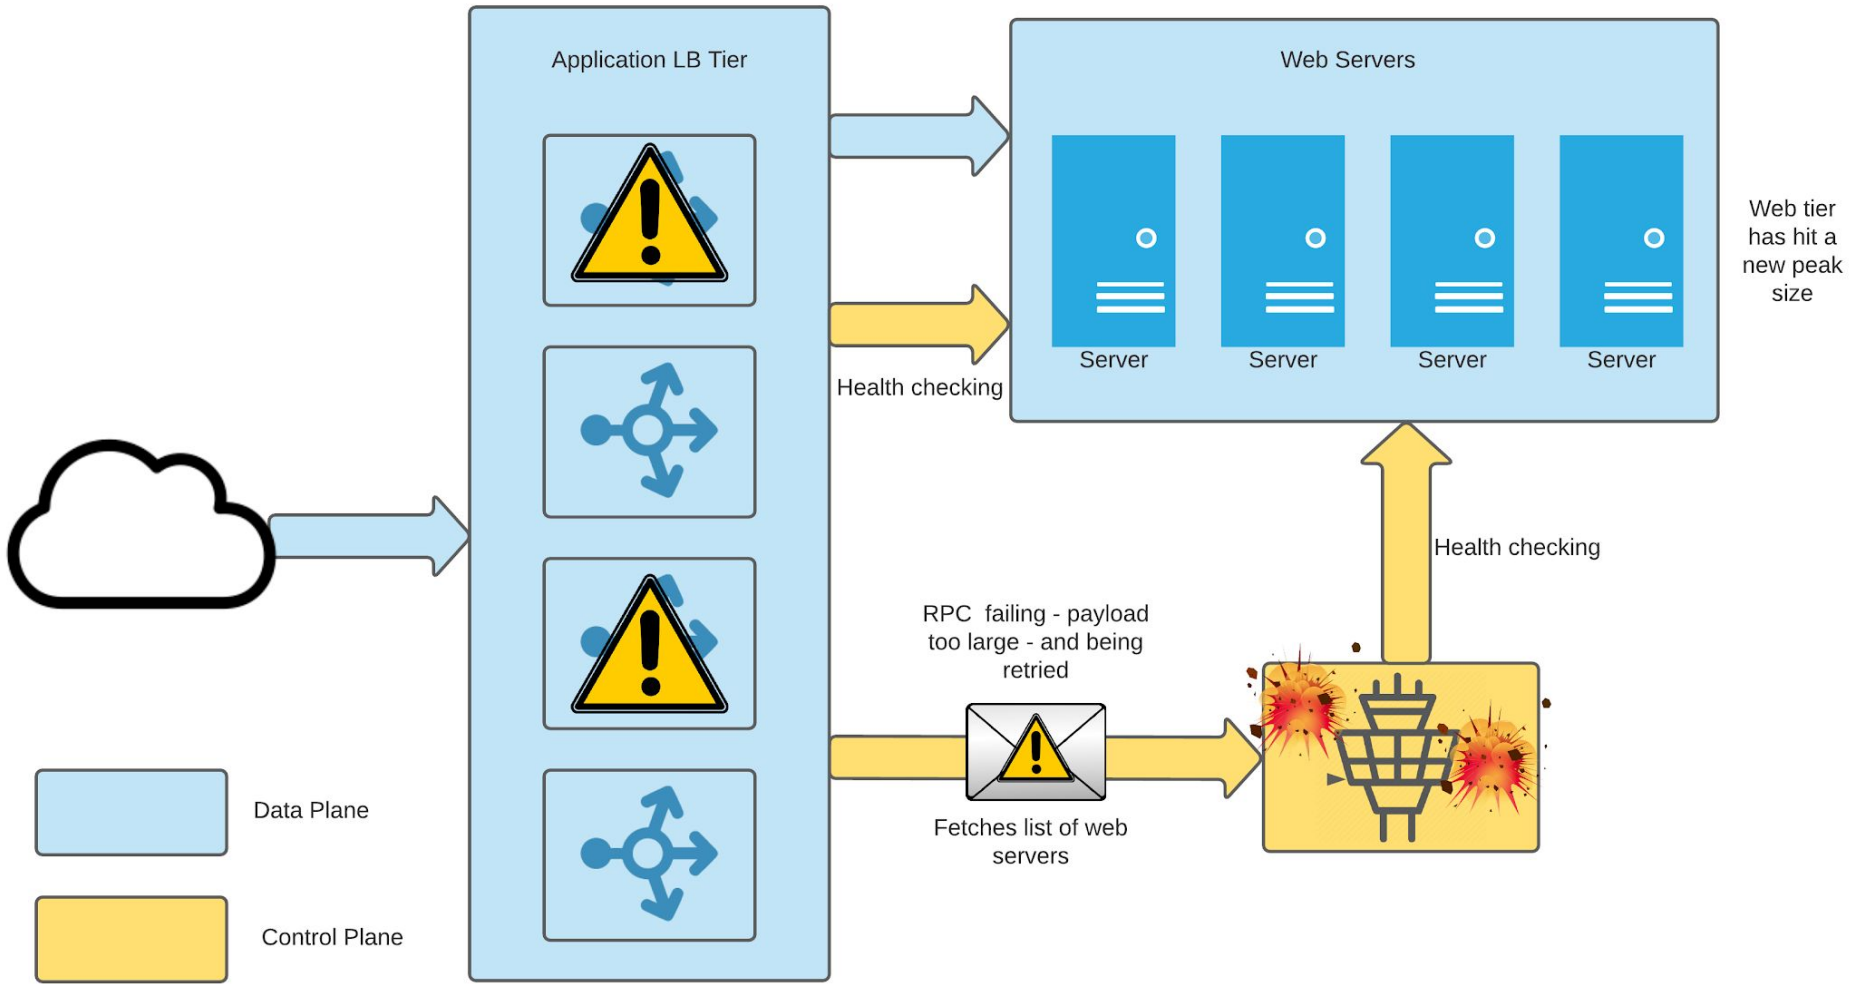 Application LB Tier
Web Servers
Server
Server
Server
Server
Web tier
has hit a
new peak
size
Health checking
Health checking
RPC  failing - payload
too large - and being
retried
Fetches list of web
servers
Data Plane
Control Plane